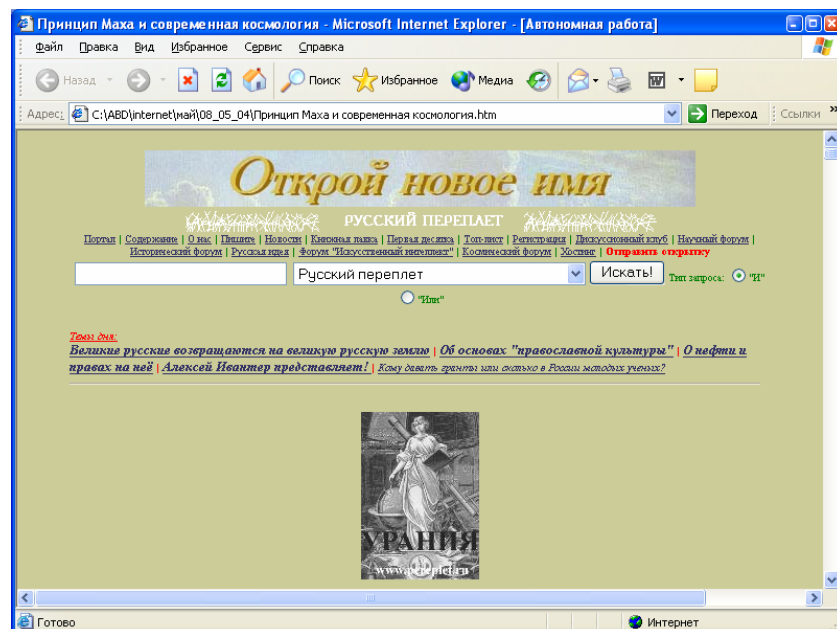 Принцип Маха и современная космология - Microsoft Internet Explorer - [Автономная работа]
Файл Правка Вид Избранное Сервис Справка
Назад Поиск Избранное Медиа
Адрес: C:\ABD\internet\май\08_05_04\Принцип Маха и современная космология.htm Переход Ссылки
Открой новое имя
РУССКИЙ ПЕРЕПЛЕТ
Портал | Содержание | О нас | Пишите | Новости | Книжная лавка | Первая десятка | Топ-лист | Регистрация | Дискуссионный клуб | Научный форум |
Исторический форум | Русская идея | Форум "Искусственный интеллект" | Космический форум | Хостинг | Отправить открытку
Русский переплет Искать! Тип запроса: "И"
"Или"
Темы дня:
Великие русские возвращаются на великую русскую землю | Об основах "православной культуры" | О нефти и
правах на неё | Алексей Ивантер представляет! | Кому давать гранты или сколько в России молодых ученых?
УРАНИЯ
www.pereplet.ru
Готово Интернет